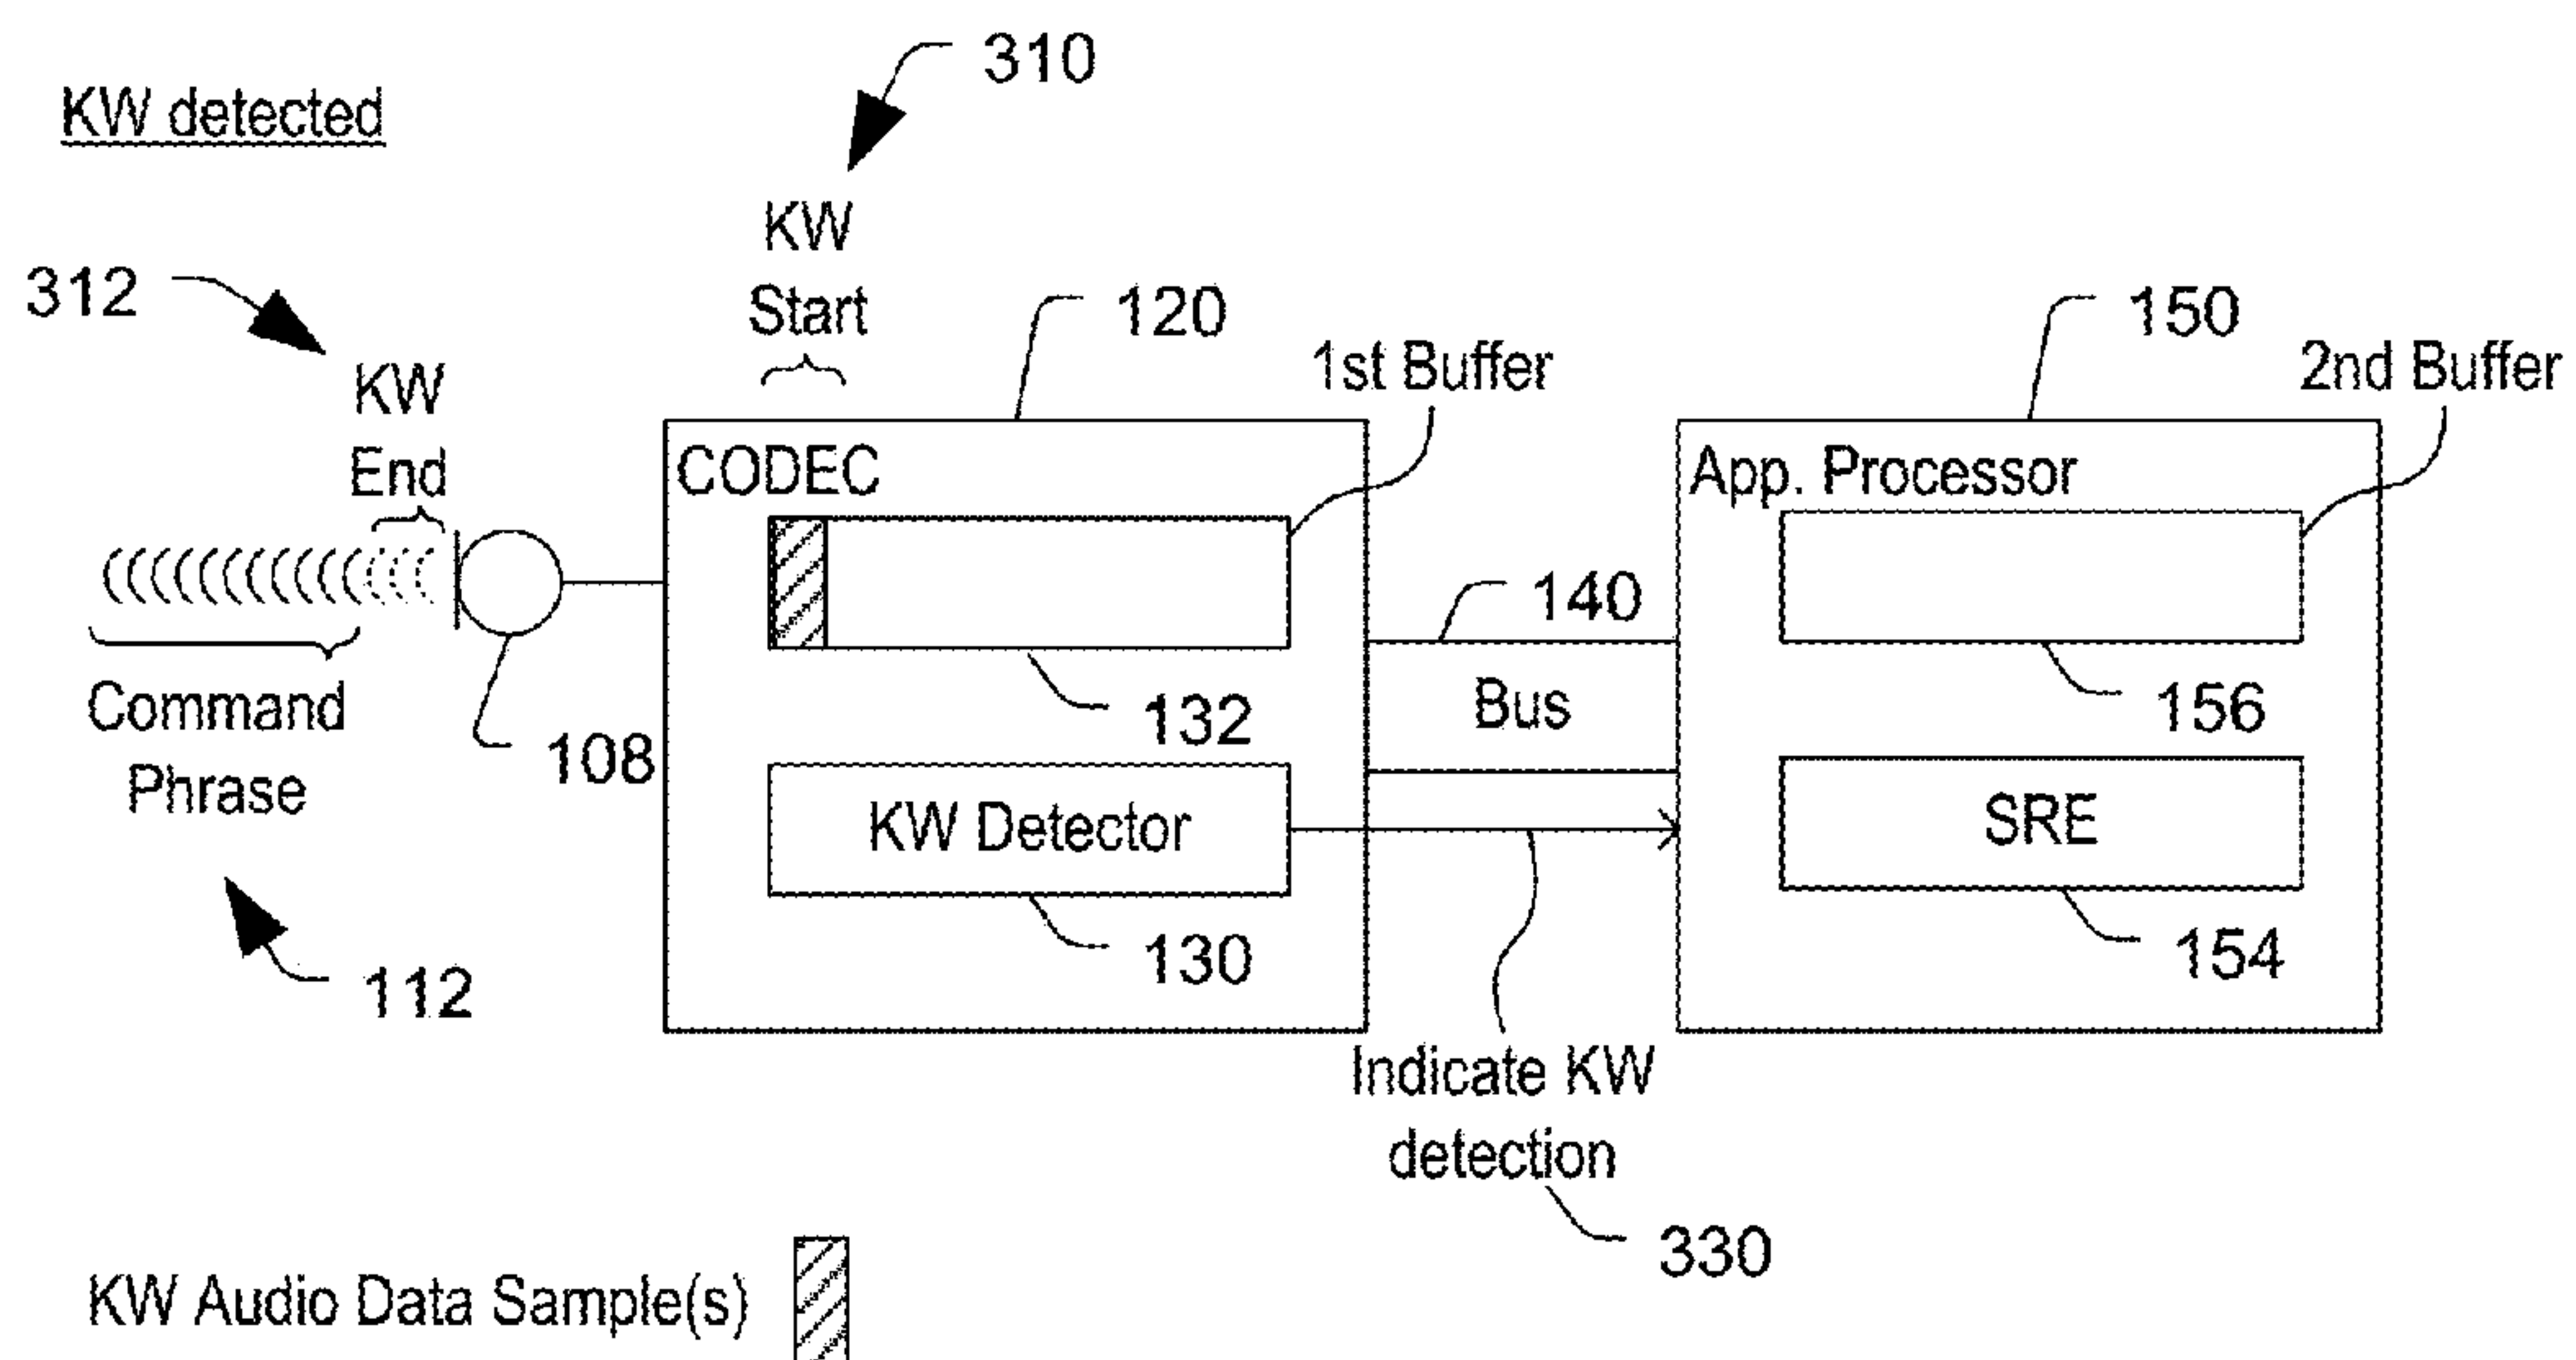 KW detected
310
KW
Start
312
KW
End
120
1st Buffer
150
2nd Buffer
CODEC
App. Processor
140
Bus
132
156
Command
Phrase
108
KW Detector
SRE
130
154
112
Indicate KW
detection
330
KW Audio Data Sample(s)